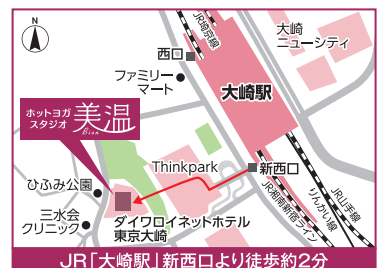 N
JR埼京線
大崎
ニューシティ
西口
ファミリー
マート
大崎駅
ホットヨガ
スタジオ
美温
Bion
Thinkpark
新西口
ひふみ公園
三水会
クリニック
ダイワロイネットホテル
東京大崎
JR湘南新宿ライン
りんかい線
JR山手線
JR「大崎駅」新西口より徒歩約2分